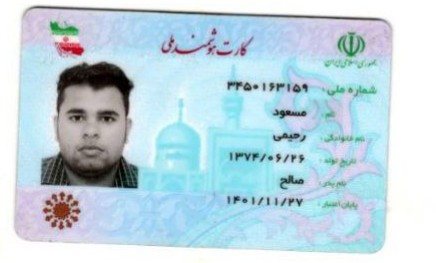 کارت هوشمند ملی
جمهوری اسلامی ایران
شماره ملی : ۳۴۵۰۱۶۳۱۵۹
نام : مسعود
نام خانوادگی : رحیمی
تاریخ تولد : ۱۳۷۴/۰۶/۲۶
نام پدر : صالح
پایان اعتبار : ۱۴۰۱/۱۱/۲۷